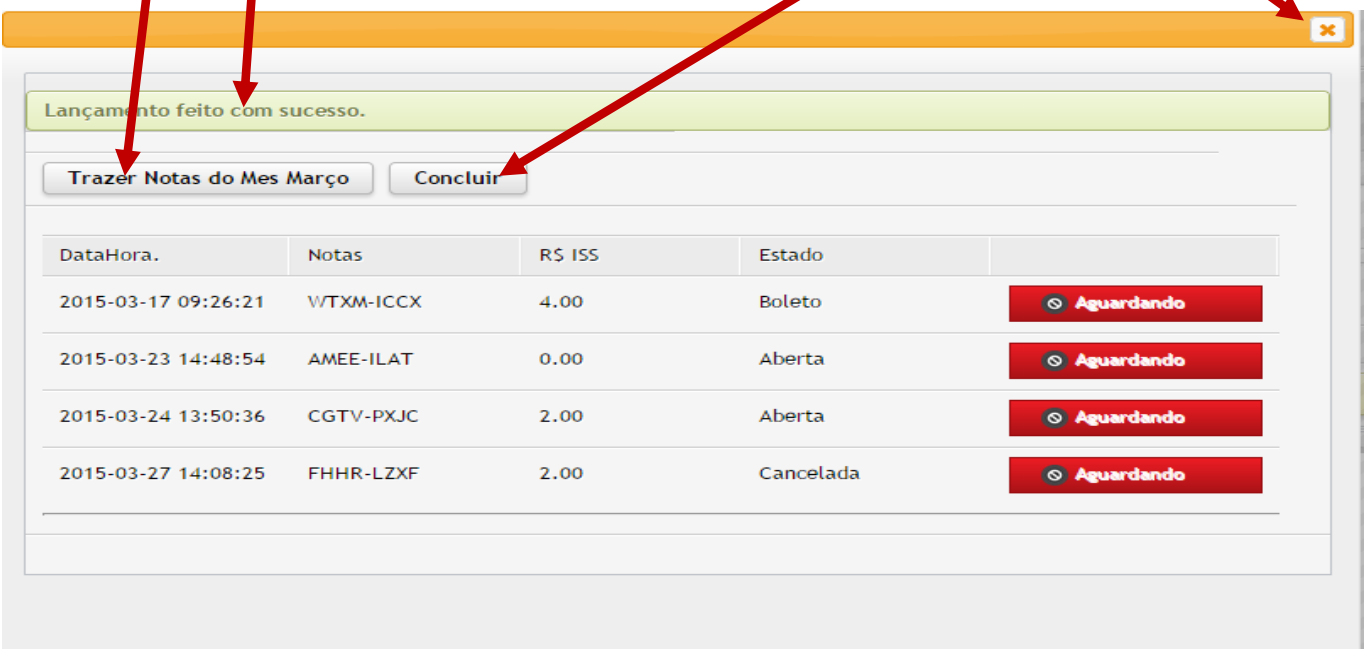 Lançamento feito com sucesso.
Trazer Notas do Mes Março Concluir
DataHora. Notas R$ ISS Estado
2015-03-17 09:26:21 WTXM-ICCX 4.00 Boleto Aguardando
2015-03-23 14:48:54 AMEE-ILAT 0.00 Aberta Aguardando
2015-03-24 13:50:36 CGTV-PXJC 2.00 Aberta Aguardando
2015-03-27 14:08:25 FHHR-LZXF 2.00 Cancelada Aguardando